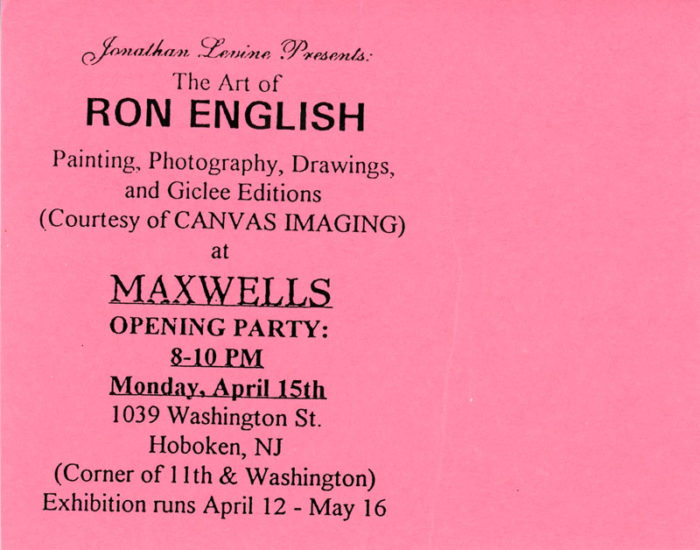 Jonathan Levine Presents:
The Art of
RON ENGLISH
Painting, Photography, Drawings,
and Giclee Editions
(Courtesy of CANVAS IMAGING)
at
MAXWELLS
OPENING PARTY:
8-10 PM
Monday, April 15th
1039 Washington St.
Hoboken, NJ
(Corner of 11th & Washington)
Exhibition runs April 12 - May 16